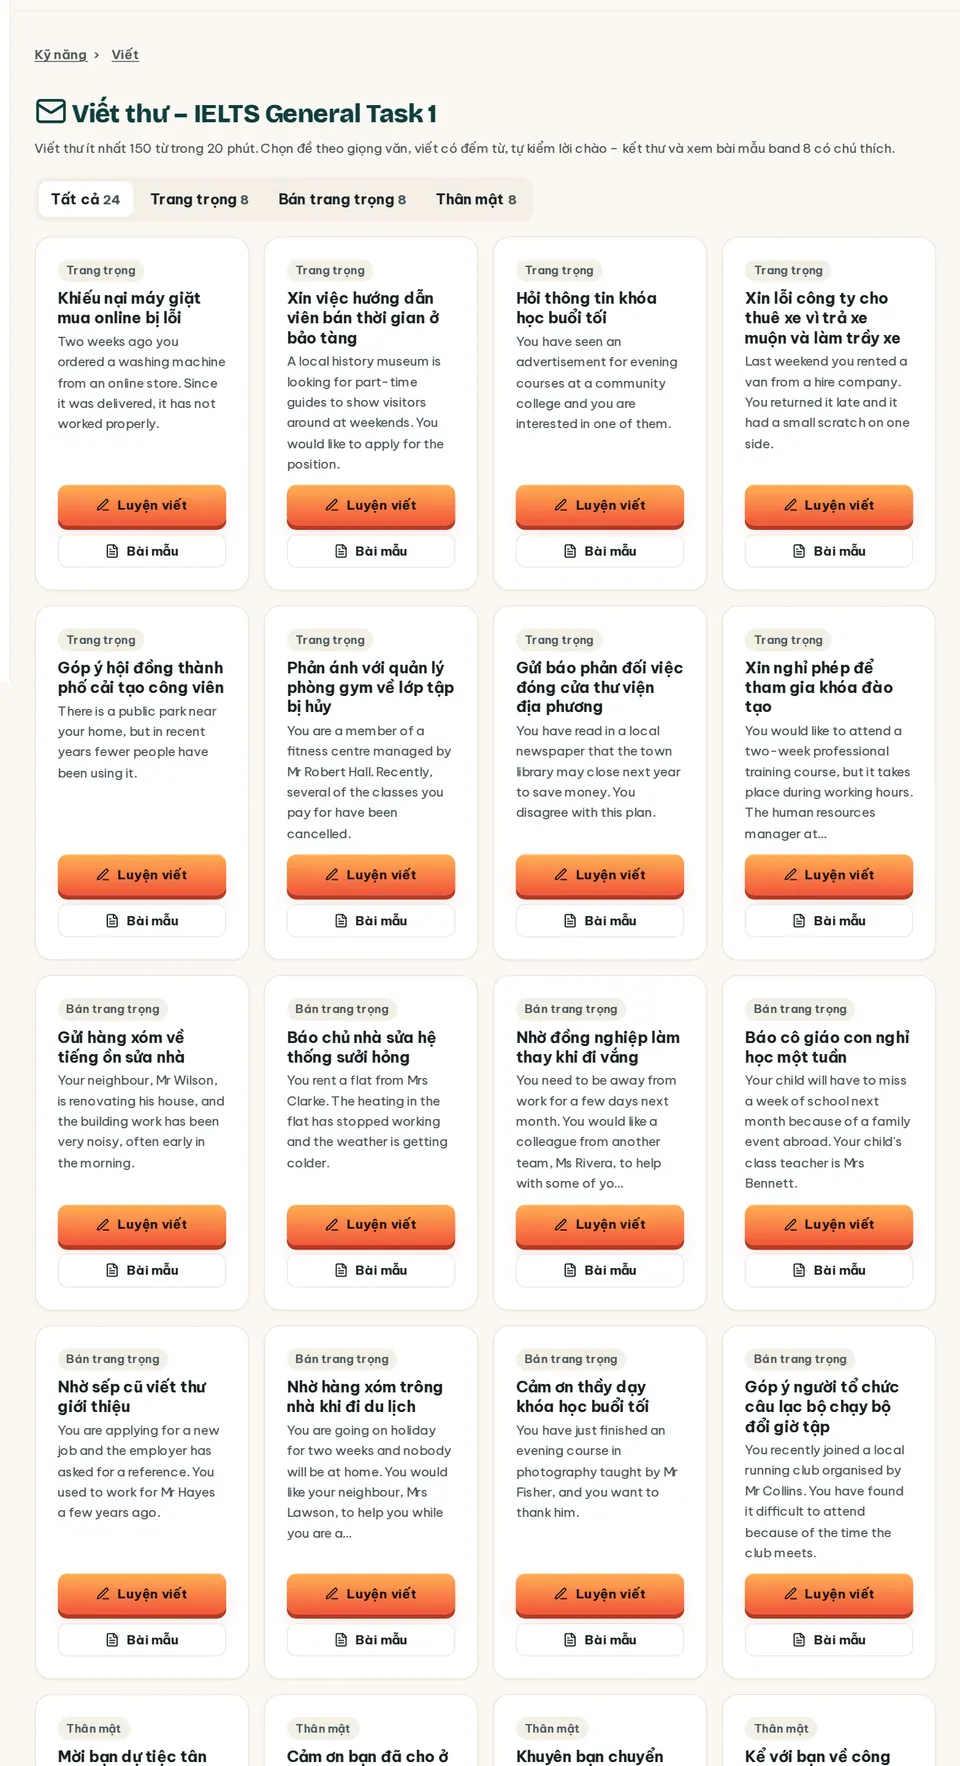 Kỹ năng › Viết
Viết thư – IELTS General Task 1
Viết thư ít nhất 150 từ trong 20 phút. Chọn đề theo giọng văn, viết có đếm từ, tự kiểm lời chào – kết thư và xem bài mẫu band 8 có chú thích.
Tất cả 24 Trang trọng 8 Bán trang trọng 8 Thân mật 8
Trang trọng
Khiếu nại máy giặt
mua online bị lỗi
Two weeks ago you
ordered a washing machine
from an online store. Since
it was delivered, it has not
worked properly.
Luyện viết
Bài mẫu
Trang trọng
Xin việc hướng dẫn
viên bán thời gian ở
bảo tàng
A local history museum is
looking for part-time
guides to show visitors
around at weekends. You
would like to apply for the
position.
Luyện viết
Bài mẫu
Trang trọng
Hỏi thông tin khóa
học buổi tối
You have seen an
advertisement for evening
courses at a community
college and you are
interested in one of them.
Luyện viết
Bài mẫu
Trang trọng
Xin lỗi công ty cho
thuê xe vì trả xe
muộn và làm trầy xe
Last weekend you rented a
van from a hire company.
You returned it late and it
had a small scratch on one
side.
Luyện viết
Bài mẫu
Trang trọng
Góp ý hội đồng thành
phố cải tạo công viên
There is a public park near
your home, but in recent
years fewer people have
been using it.
Luyện viết
Bài mẫu
Trang trọng
Phản ánh với quản lý
phòng gym về lớp tập
bị hủy
You are a member of a
fitness centre managed by
Mr Robert Hall. Recently,
several of the classes you
pay for have been
cancelled.
Luyện viết
Bài mẫu
Trang trọng
Gửi báo phản đối việc
đóng cửa thư viện
địa phương
You have read in a local
newspaper that the town
library may close next year
to save money. You
disagree with this plan.
Luyện viết
Bài mẫu
Trang trọng
Xin nghỉ phép để
tham gia khóa đào
tạo
You would like to attend a
two-week professional
training course, but it takes
place during working hours.
The human resources
manager at…
Luyện viết
Bài mẫu
Bán trang trọng
Gửi hàng xóm về
tiếng ồn sửa nhà
Your neighbour, Mr Wilson,
is renovating his house, and
the building work has been
very noisy, often early in
the morning.
Luyện viết
Bài mẫu
Bán trang trọng
Báo chủ nhà sửa hệ
thống sưởi hỏng
You rent a flat from Mrs
Clarke. The heating in the
flat has stopped working
and the weather is getting
colder.
Luyện viết
Bài mẫu
Bán trang trọng
Nhờ đồng nghiệp làm
thay khi đi vắng
You need to be away from
work for a few days next
month. You would like a
colleague from another
team, Ms Rivera, to help
with some of yo…
Luyện viết
Bài mẫu
Bán trang trọng
Báo cô giáo con nghỉ
học một tuần
Your child will have to miss
a week of school next
month because of a family
event abroad. Your child's
class teacher is Mrs
Bennett.
Luyện viết
Bài mẫu
Bán trang trọng
Nhờ sếp cũ viết thư
giới thiệu
You are applying for a new
job and the employer has
asked for a reference. You
used to work for Mr Hayes
a few years ago.
Luyện viết
Bài mẫu
Bán trang trọng
Nhờ hàng xóm trông
nhà khi đi du lịch
You are going on holiday
for two weeks and nobody
will be at home. You would
like your neighbour, Mrs
Lawson, to help you while
you are a…
Luyện viết
Bài mẫu
Bán trang trọng
Cảm ơn thầy dạy
khóa học buổi tối
You have just finished an
evening course in
photography taught by Mr
Fisher, and you want to
thank him.
Luyện viết
Bài mẫu
Bán trang trọng
Góp ý người tổ chức
câu lạc bộ chạy bộ
đổi giờ tập
You recently joined a local
running club organised by
Mr Collins. You have found
it difficult to attend
because of the time the
club meets.
Luyện viết
Bài mẫu
Thân mật
Mời bạn dự tiệc tân
Thân mật
Cảm ơn bạn đã cho ở
Thân mật
Khuyên bạn chuyển
Thân mật
Kể với bạn về công